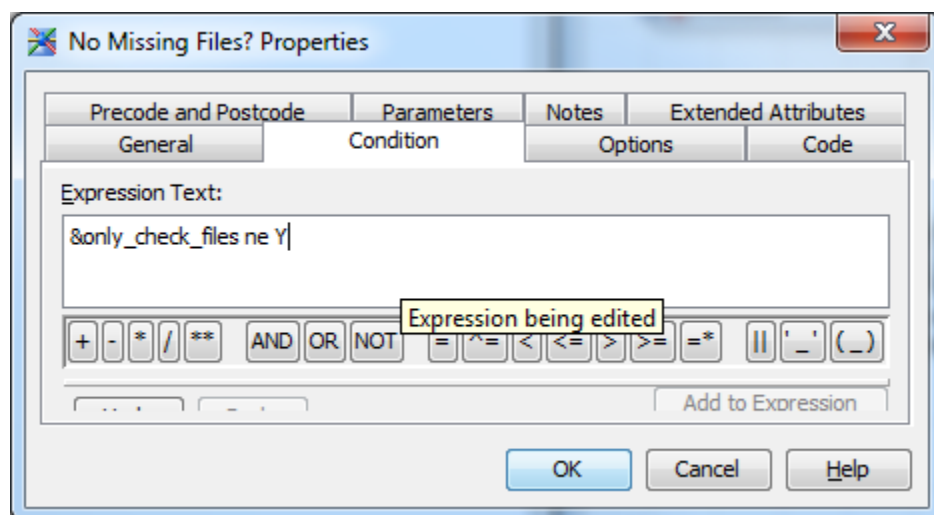 No Missing Files? Properties
Precode and Postcode Parameters Notes Extended Attributes
General Condition Options Code
Expression Text:
&only_check_files ne Y
Expression being edited
+ - * / ** AND OR NOT = ^= < <= > >= =* || '_' (_)
Add to Expression
OK Cancel Help